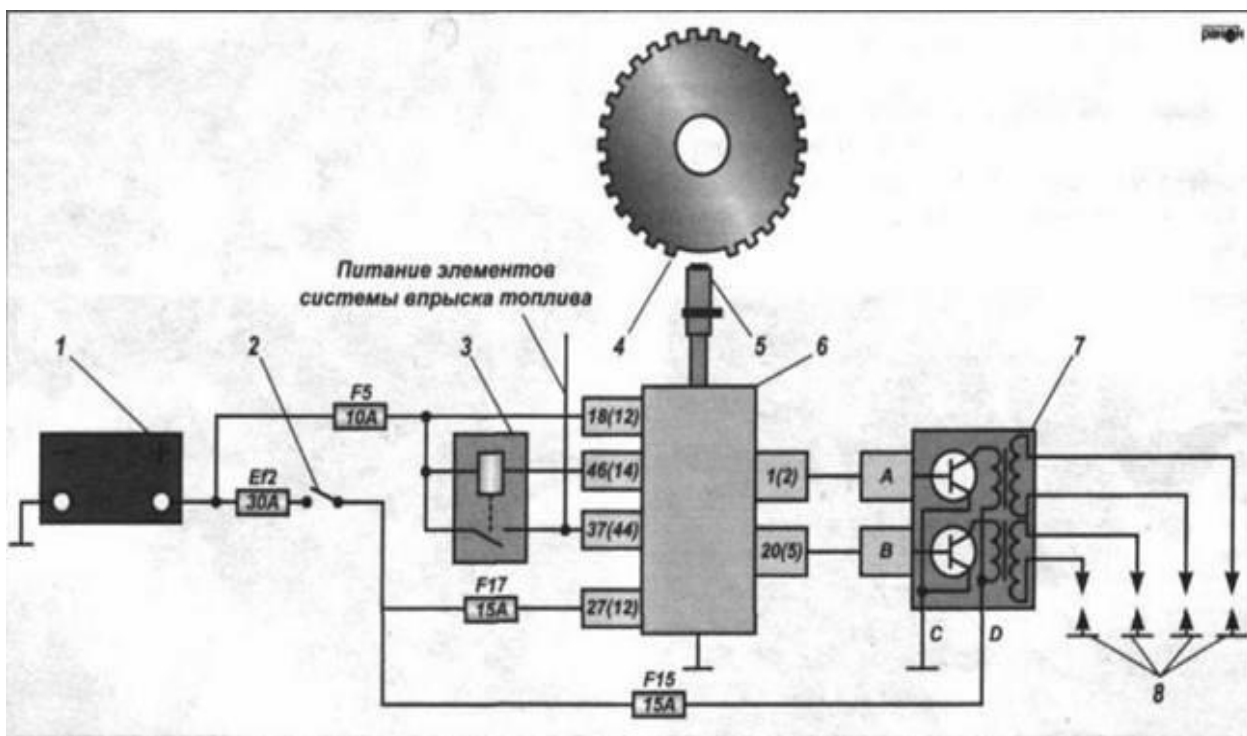 Питание элементов
системы впрыска топлива
1
2
3
4
5
6
7
F5
10A
18(12)
Ef2
30A
46(14)
1(2)
A
37(44)
20(5)
B
F17
15A
27(12)
C
D
F15
15A
8
− +